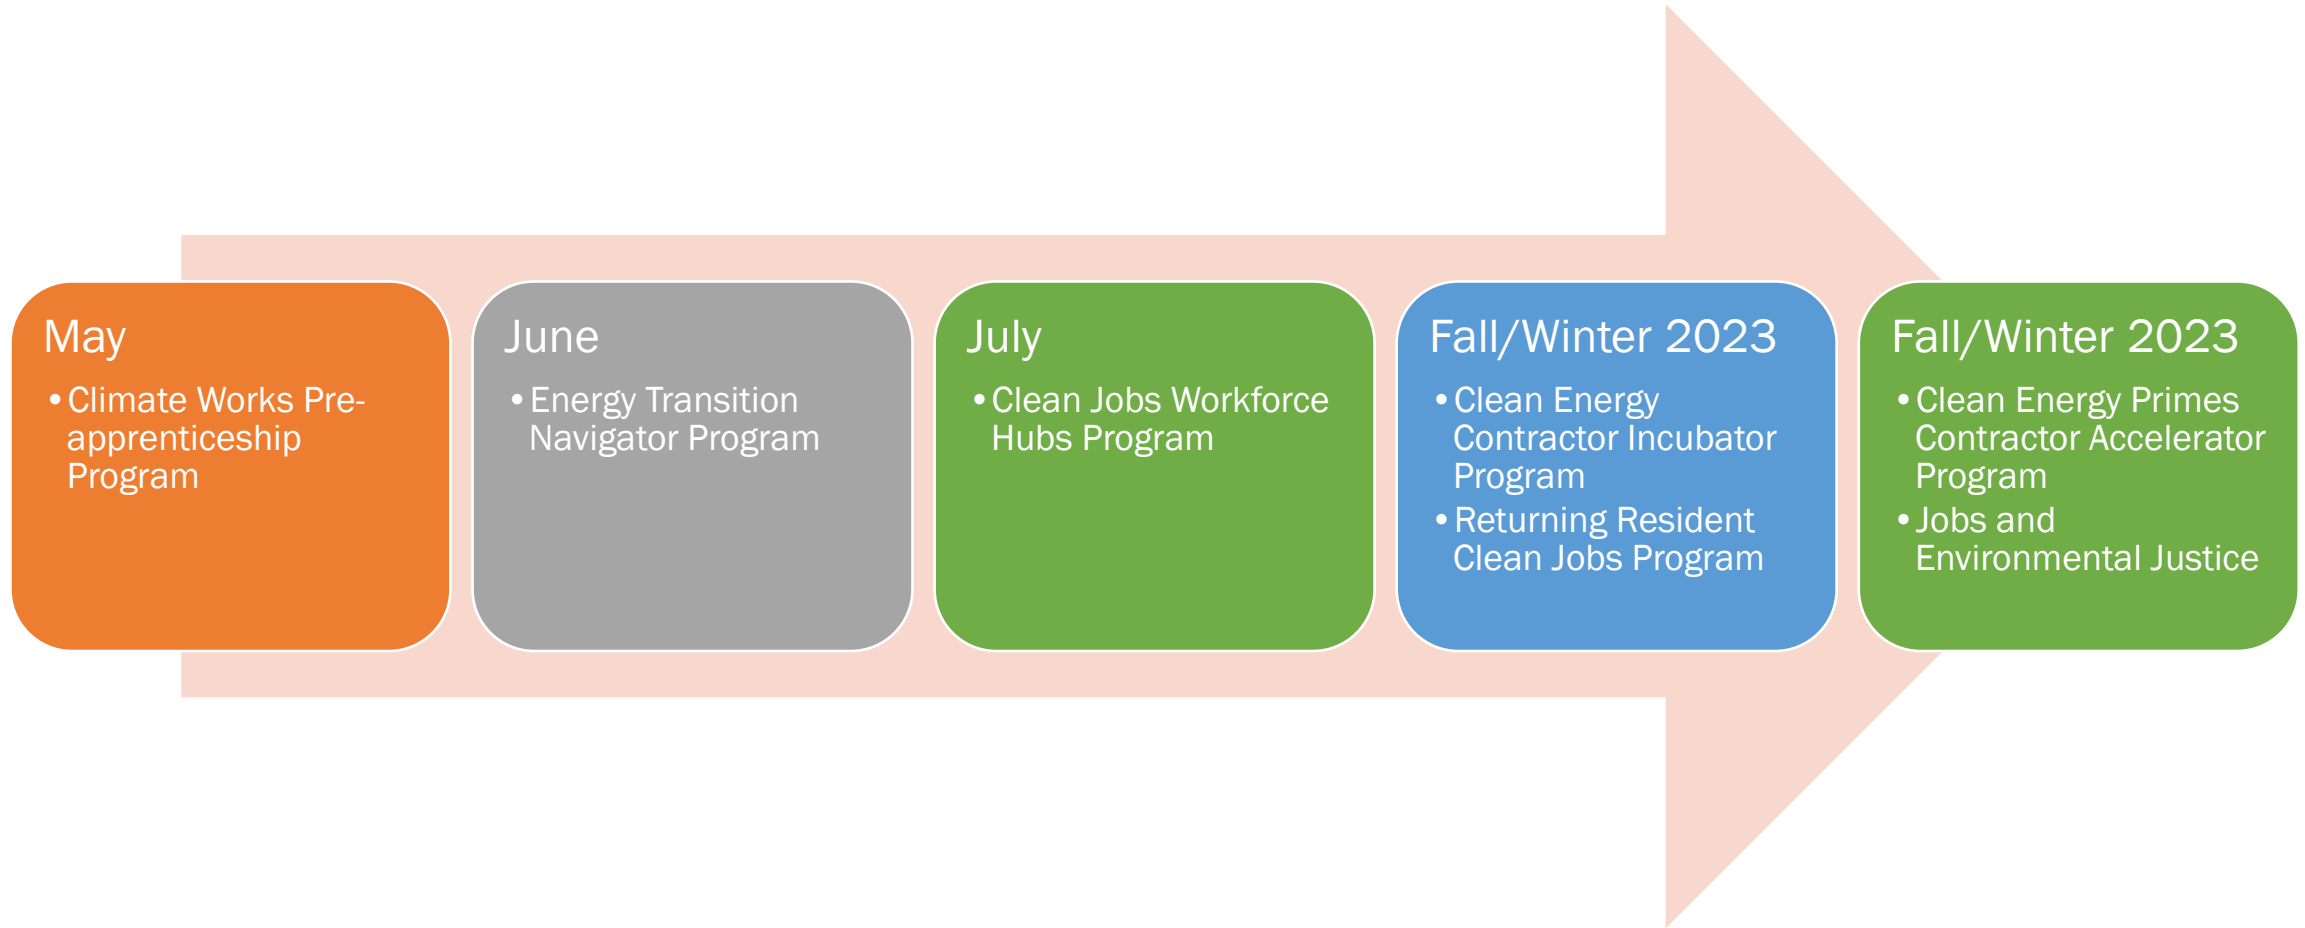 May
•Climate Works Pre-
apprenticeship
Program
June
•Energy Transition
Navigator Program
July
•Clean Jobs Workforce
Hubs Program
Fall/Winter 2023
•Clean Energy
Contractor Incubator
Program
•Returning Resident
Clean Jobs Program
Fall/Winter 2023
•Clean Energy Primes
Contractor Accelerator
Program
•Jobs and
Environmental Justice